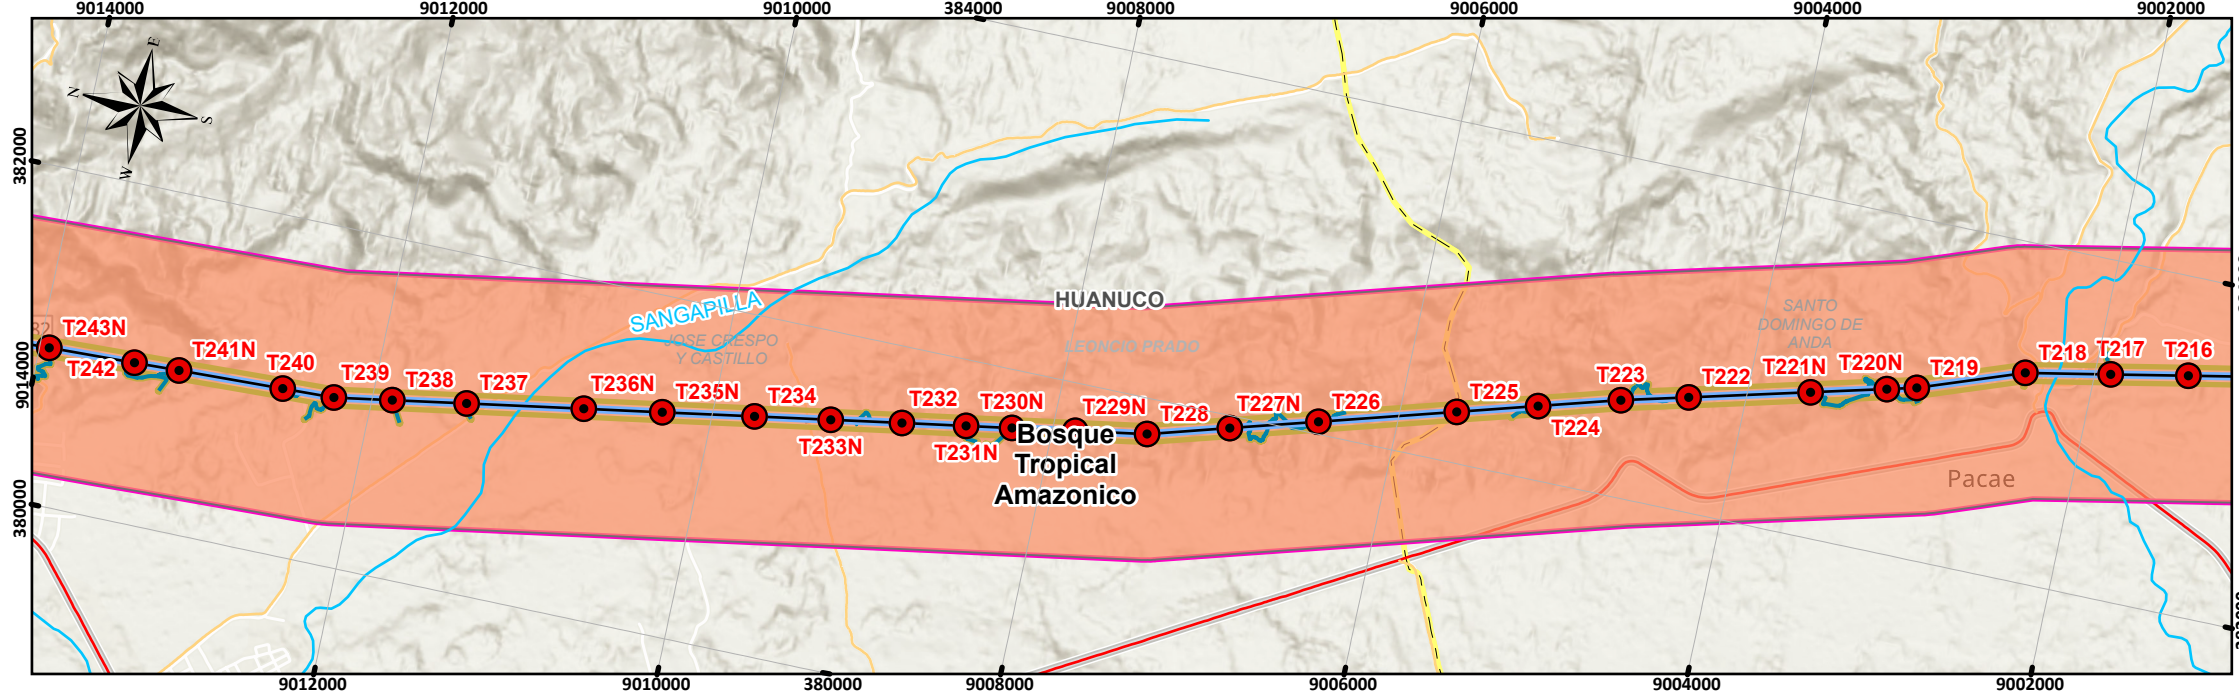 9014000
9012000
9010000
384000
9008000
9006000
9004000
9002000
E
N
S
W
382000
9014000
380000
HUANUCO
SANGAPILLA
JOSE CRESPO
Y CASTILLO
LEONCIO PRADO
SANTO
DOMINGO DE
ANDA
T243N
T242
T241N
T240
T239
T238
T237
T236N
T235N
T234
T233N
T232
T231N
T230N
T229N
T228
T227N
T226
T225
T224
T223
T222
T221N
T220N
T219
T218
T217
T216
Bosque
Tropical
Amazonico
Pacae
9012000
9010000
380000
9008000
9006000
9004000
9002000